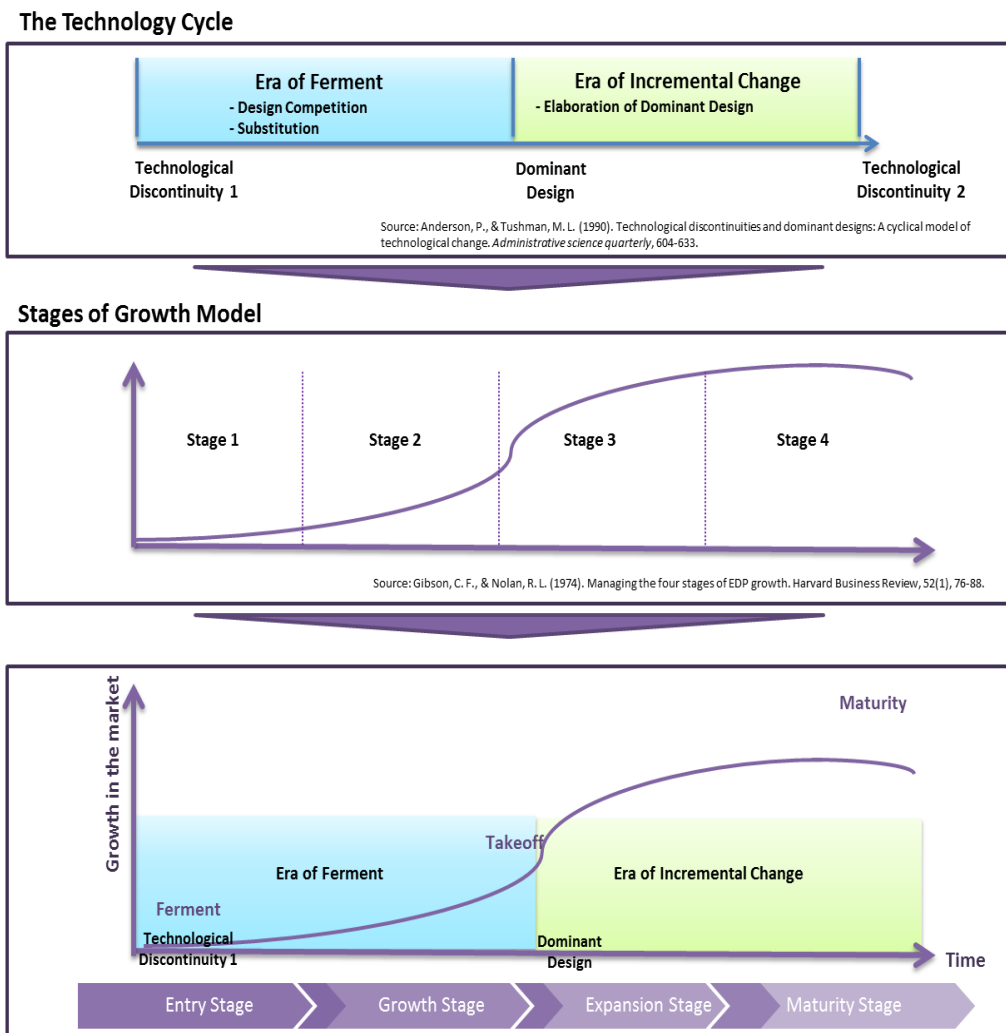 The Technology Cycle
Era of Ferment
- Design Competition
- Substitution
Era of Incremental Change
- Elaboration of Dominant Design
Technological
Discontinuity 1
Dominant
Design
Technological
Discontinuity 2
Source: Anderson, P., & Tushman, M. L. (1990). Technological discontinuities and dominant designs: A cyclical model of
technological change. Administrative science quarterly, 604-633.
Stages of Growth Model
Stage 1
Stage 2
Stage 3
Stage 4
Source: Gibson, C. F., & Nolan, R. L. (1974). Managing the four stages of EDP growth. Harvard Business Review, 52(1), 76-88.
Growth in the market
Maturity
Takeoff
Era of Ferment
Era of Incremental Change
Ferment
Technological
Discontinuity 1
Dominant
Design
Time
Entry Stage
Growth Stage
Expansion Stage
Maturity Stage